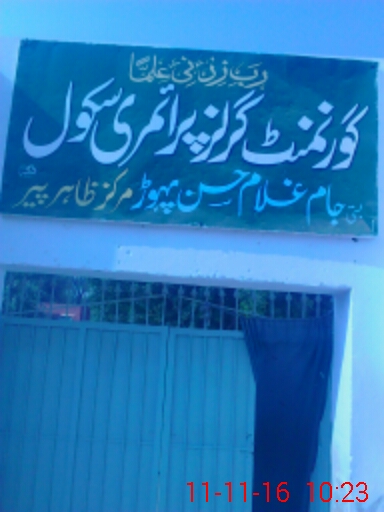 رب زدنی علما
گورنمنٹ گرلز پرائمری سکول
بستی جام غلام حسن پہوڑ مرکز ظاہر پیر
11-11-16 10:23